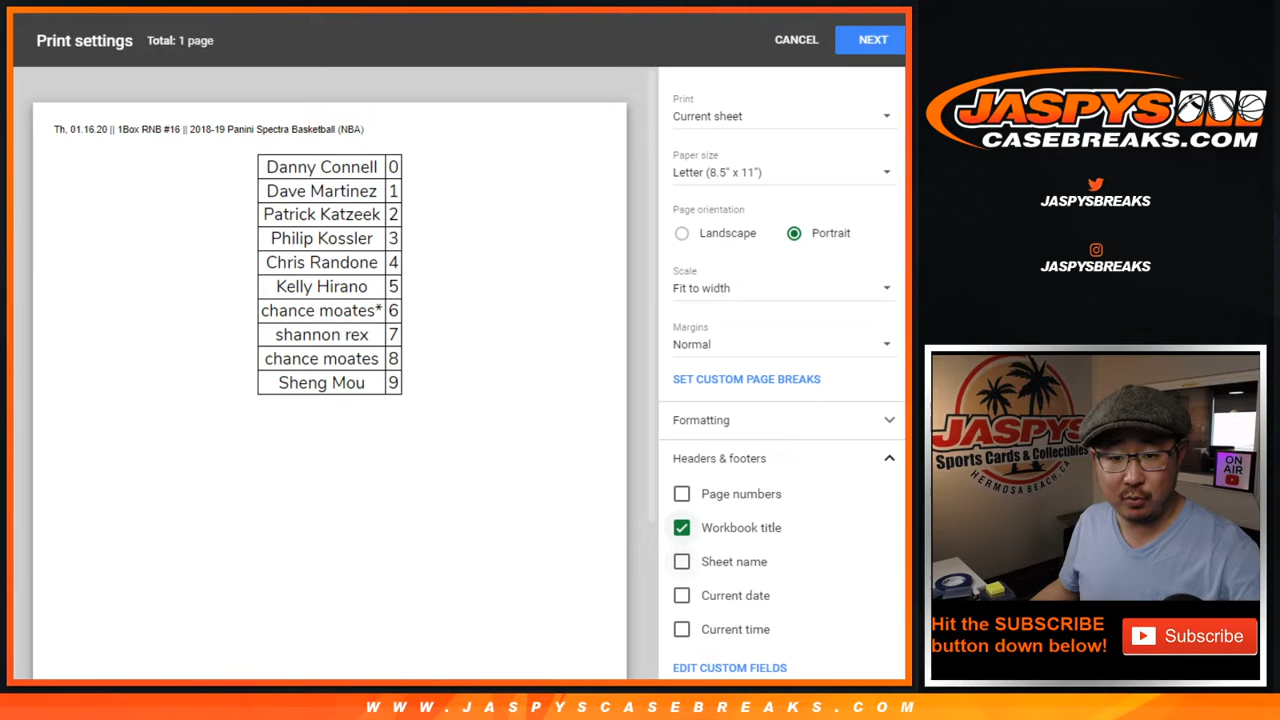 Print settings Total: 1 page CANCEL NEXT
Th, 01.16.20 || 1Box RNB #16 || 2018-19 Panini Spectra Basketball (NBA)
Danny Connell 0
Dave Martinez 1
Patrick Katzeek 2
Philip Kossler 3
Chris Randone 4
Kelly Hirano 5
chance moates* 6
shannon rex 7
chance moates 8
Sheng Mou 9
Print
Current sheet
Paper size
Letter (8.5" x 11")
Page orientation
Landscape Portrait
Scale
Fit to width
Margins
Normal
SET CUSTOM PAGE BREAKS
Formatting
Headers & footers
Page numbers
Workbook title
Sheet name
Current date
Current time
EDIT CUSTOM FIELDS
JASPYS
CASEBREAKS.COM
JASPYSBREAKS
JASPYSBREAKS
JASPYS
Sports Cards & Collectibles
HERMOSA BEACH, CA
ON
AIR
Hit the SUBSCRIBE
button down below!
Subscribe
WWW.JASPYSCASEBREAKS.COM